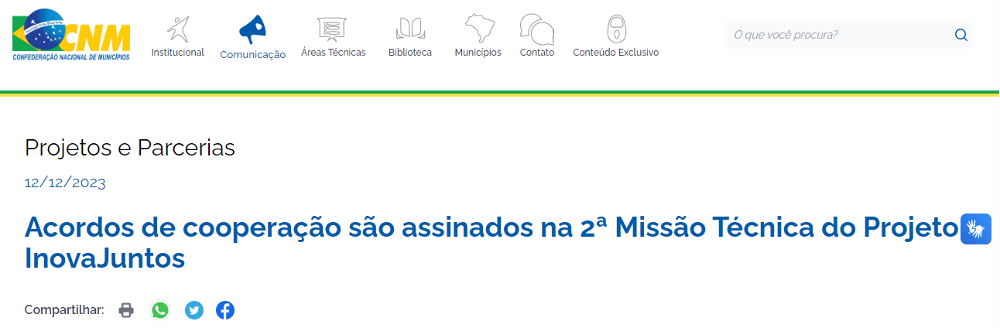 CNM
CONFEDERAÇÃO NACIONAL DE MUNICÍPIOS
Institucional
Comunicação
Áreas Técnicas
Biblioteca
Municípios
Contato
Conteúdo Exclusivo
O que você procura?
Projetos e Parcerias
12/12/2023
Acordos de cooperação são assinados na 2ª Missão Técnica do Projeto
InovaJuntos
Compartilhar: